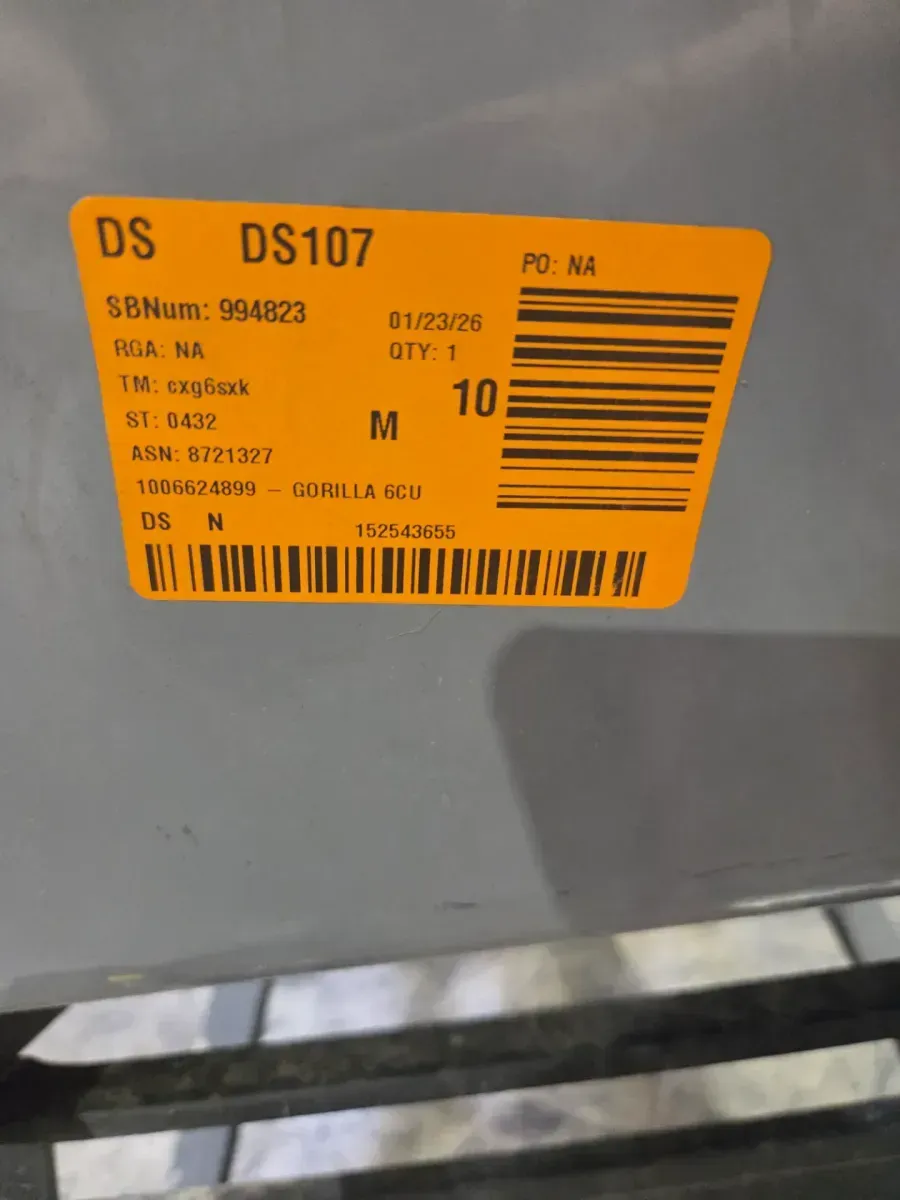 DS DS107
PO: NA
SBNum: 994823
01/23/26
RGA: NA
QTY: 1
TM: cxg6sxk
10
ST: 0432
M
ASN: 8721327
1006624899 – GORILLA 6CU
DS N
152543655